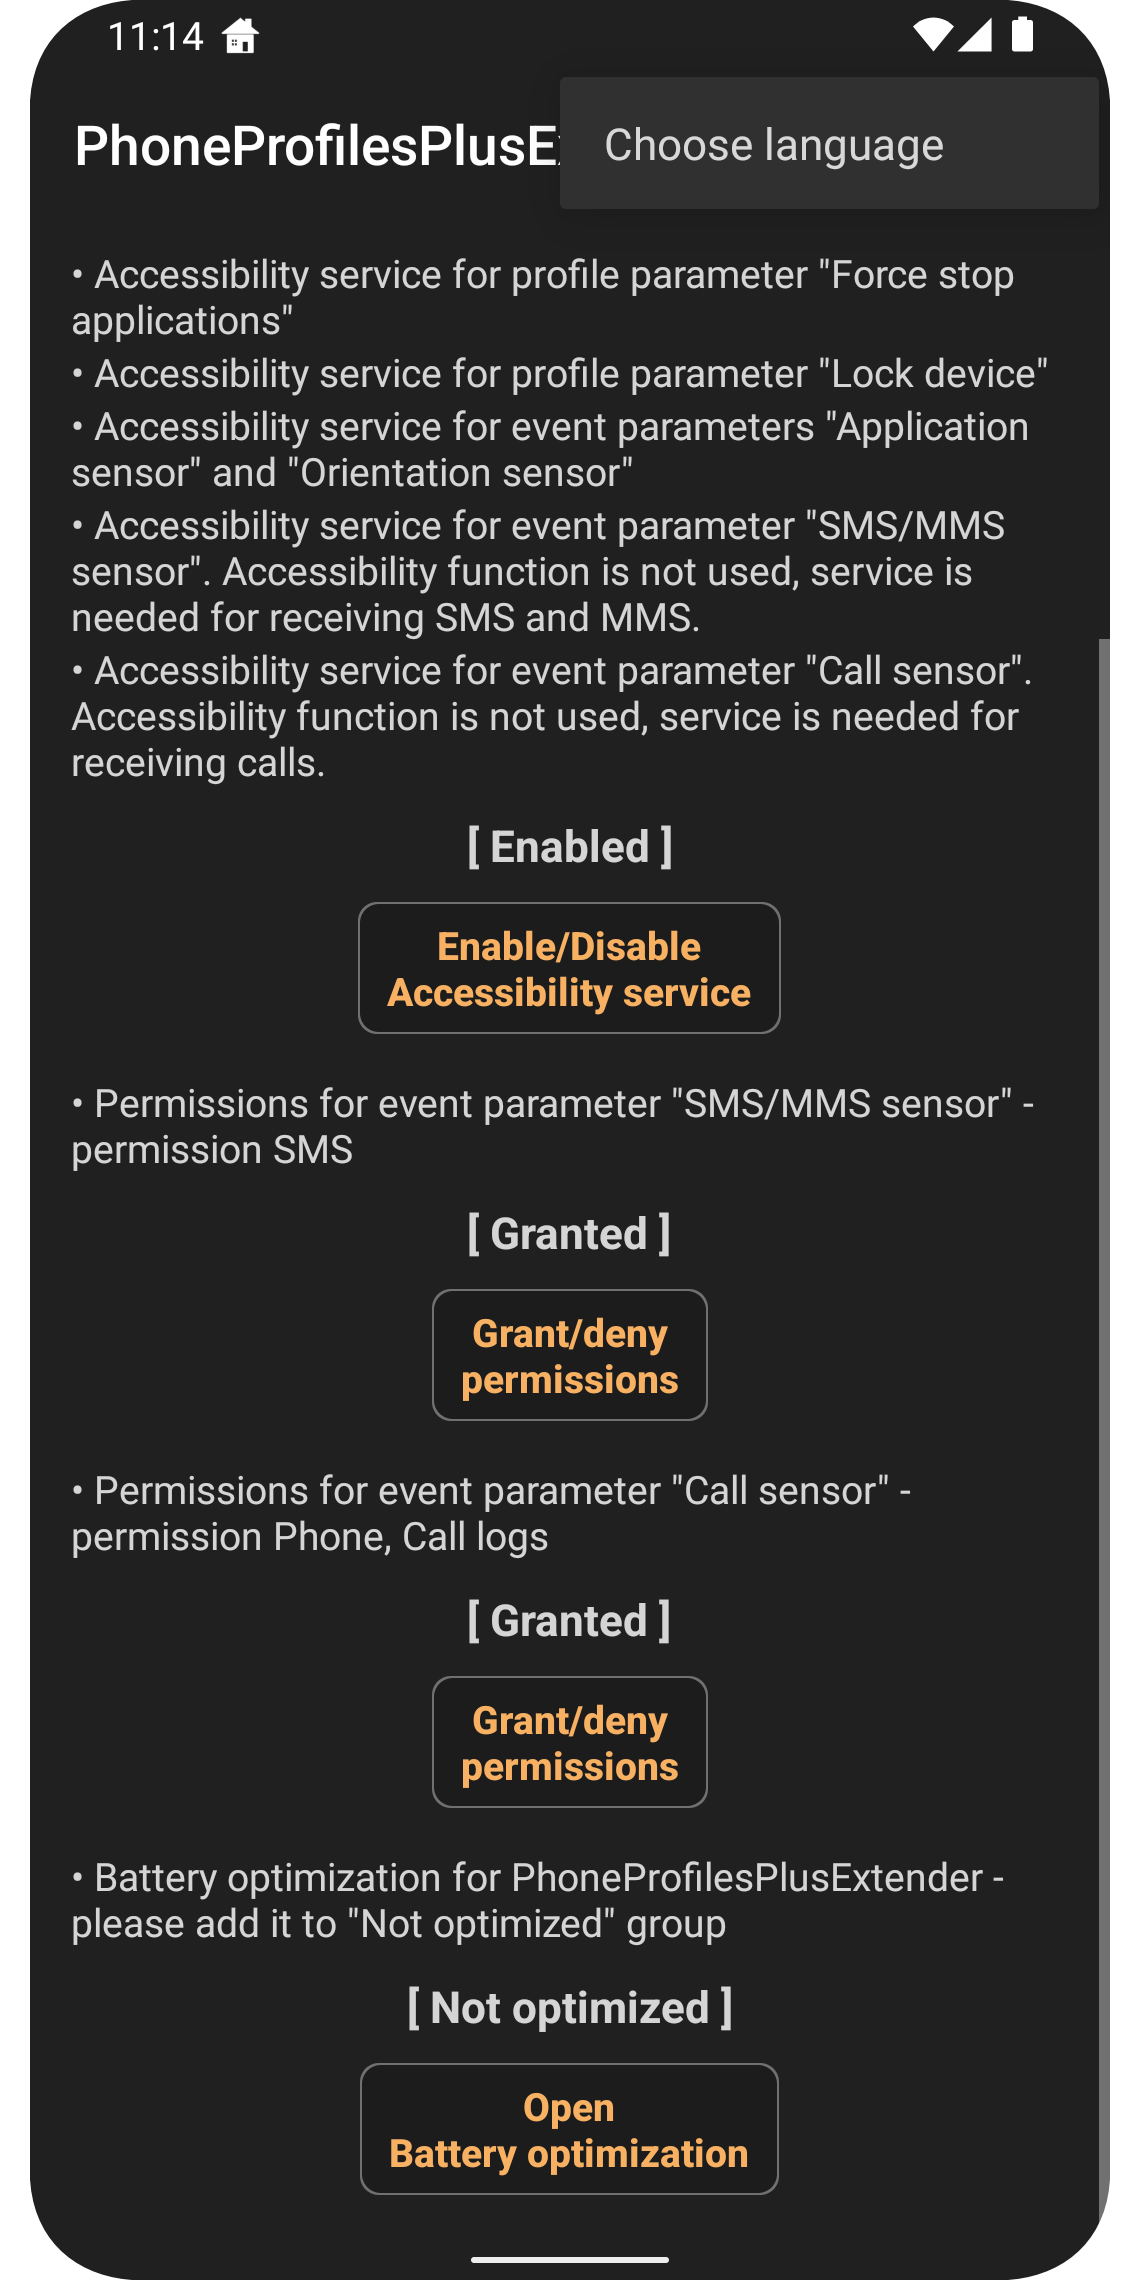 11:14
PhoneProfilesPlusEx
Choose language
• Accessibility service for profile parameter "Force stop
applications"
• Accessibility service for profile parameter "Lock device"
• Accessibility service for event parameters "Application
sensor" and "Orientation sensor"
• Accessibility service for event parameter "SMS/MMS
sensor". Accessibility function is not used, service is
needed for receiving SMS and MMS.
• Accessibility service for event parameter "Call sensor".
Accessibility function is not used, service is needed for
receiving calls.
[ Enabled ]
Enable/Disable
Accessibility service
• Permissions for event parameter "SMS/MMS sensor" -
permission SMS
[ Granted ]
Grant/deny
permissions
• Permissions for event parameter "Call sensor" -
permission Phone, Call logs
[ Granted ]
Grant/deny
permissions
• Battery optimization for PhoneProfilesPlusExtender -
please add it to "Not optimized" group
[ Not optimized ]
Open
Battery optimization